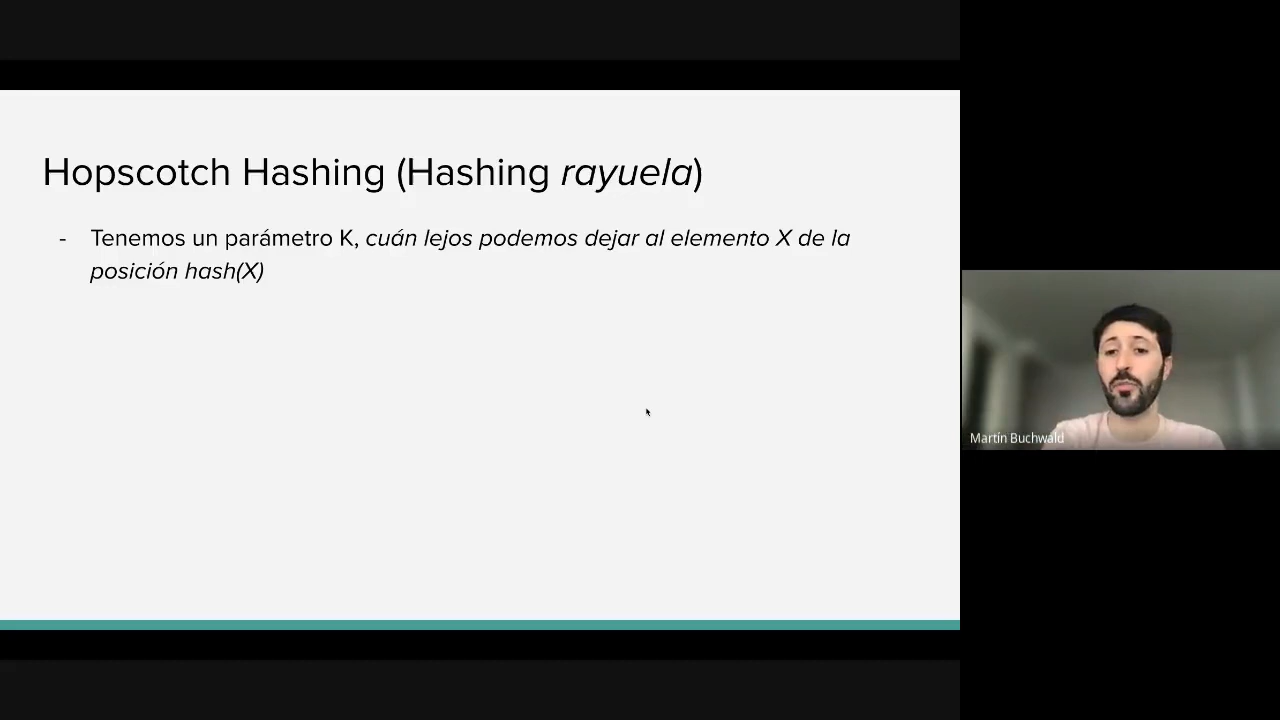 Hopscotch Hashing (Hashing rayuela)
- Tenemos un parámetro K, cuán lejos podemos dejar al elemento X de la
posición hash(X)
Martín Buchwald